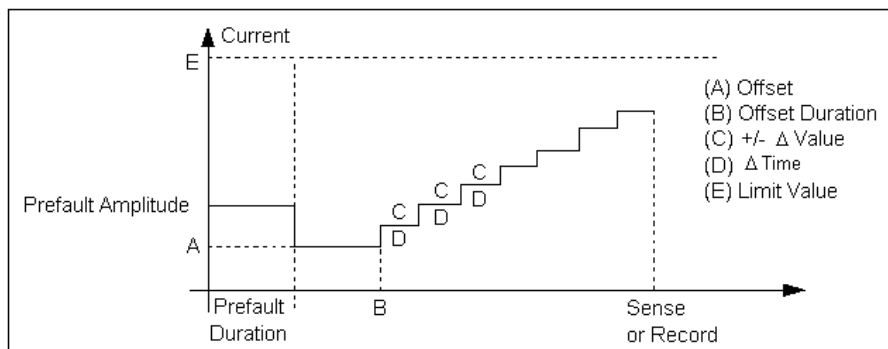 Current
E
(A) Offset
(B) Offset Duration
(C) +/- Δ Value
(D) Δ Time
(E) Limit Value
C
C
C
D
D
D
Prefault Amplitude
A
Prefault
Duration
B
Sense
or Record